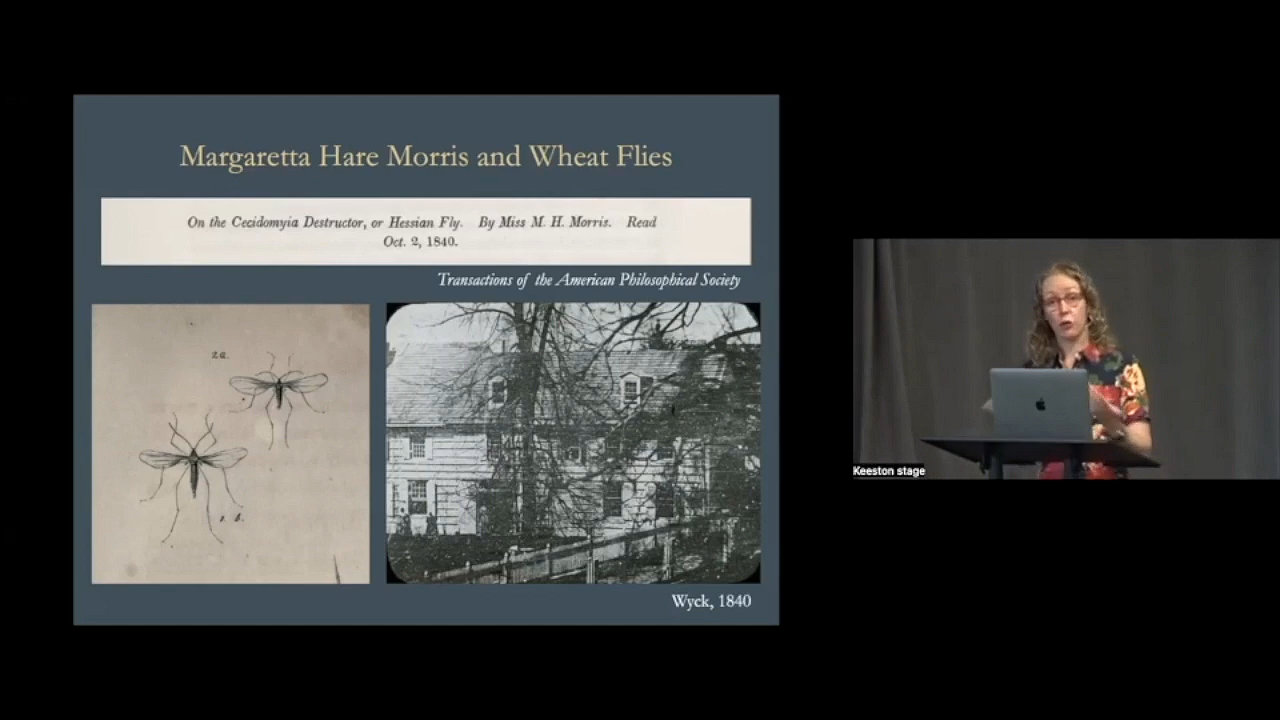 Margaretta Hare Morris and Wheat Flies
On the Cecidomyia Destructor, or Hessian Fly. By Miss M. H. Morris. Read
Oct. 2, 1840.
Transactions of the American Philosophical Society
2a.
Wyck, 1840
Keeston stage